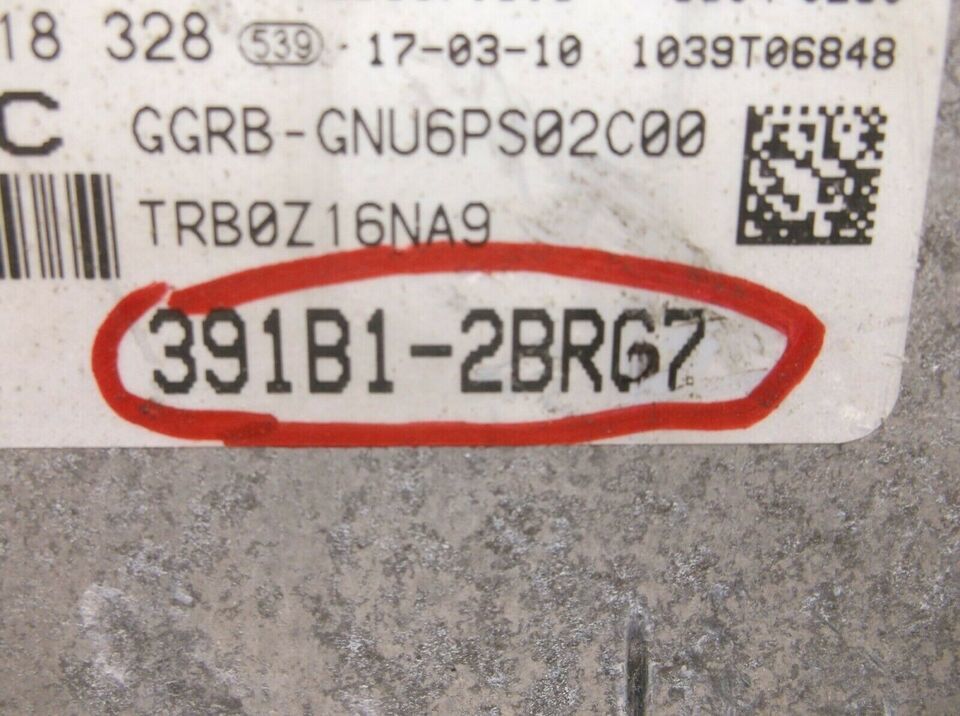 18 328 539 17-03-10 1039T06848
C GGRB-GNU6PS02C00
TRB0Z16NA9
391B1-2BRG7